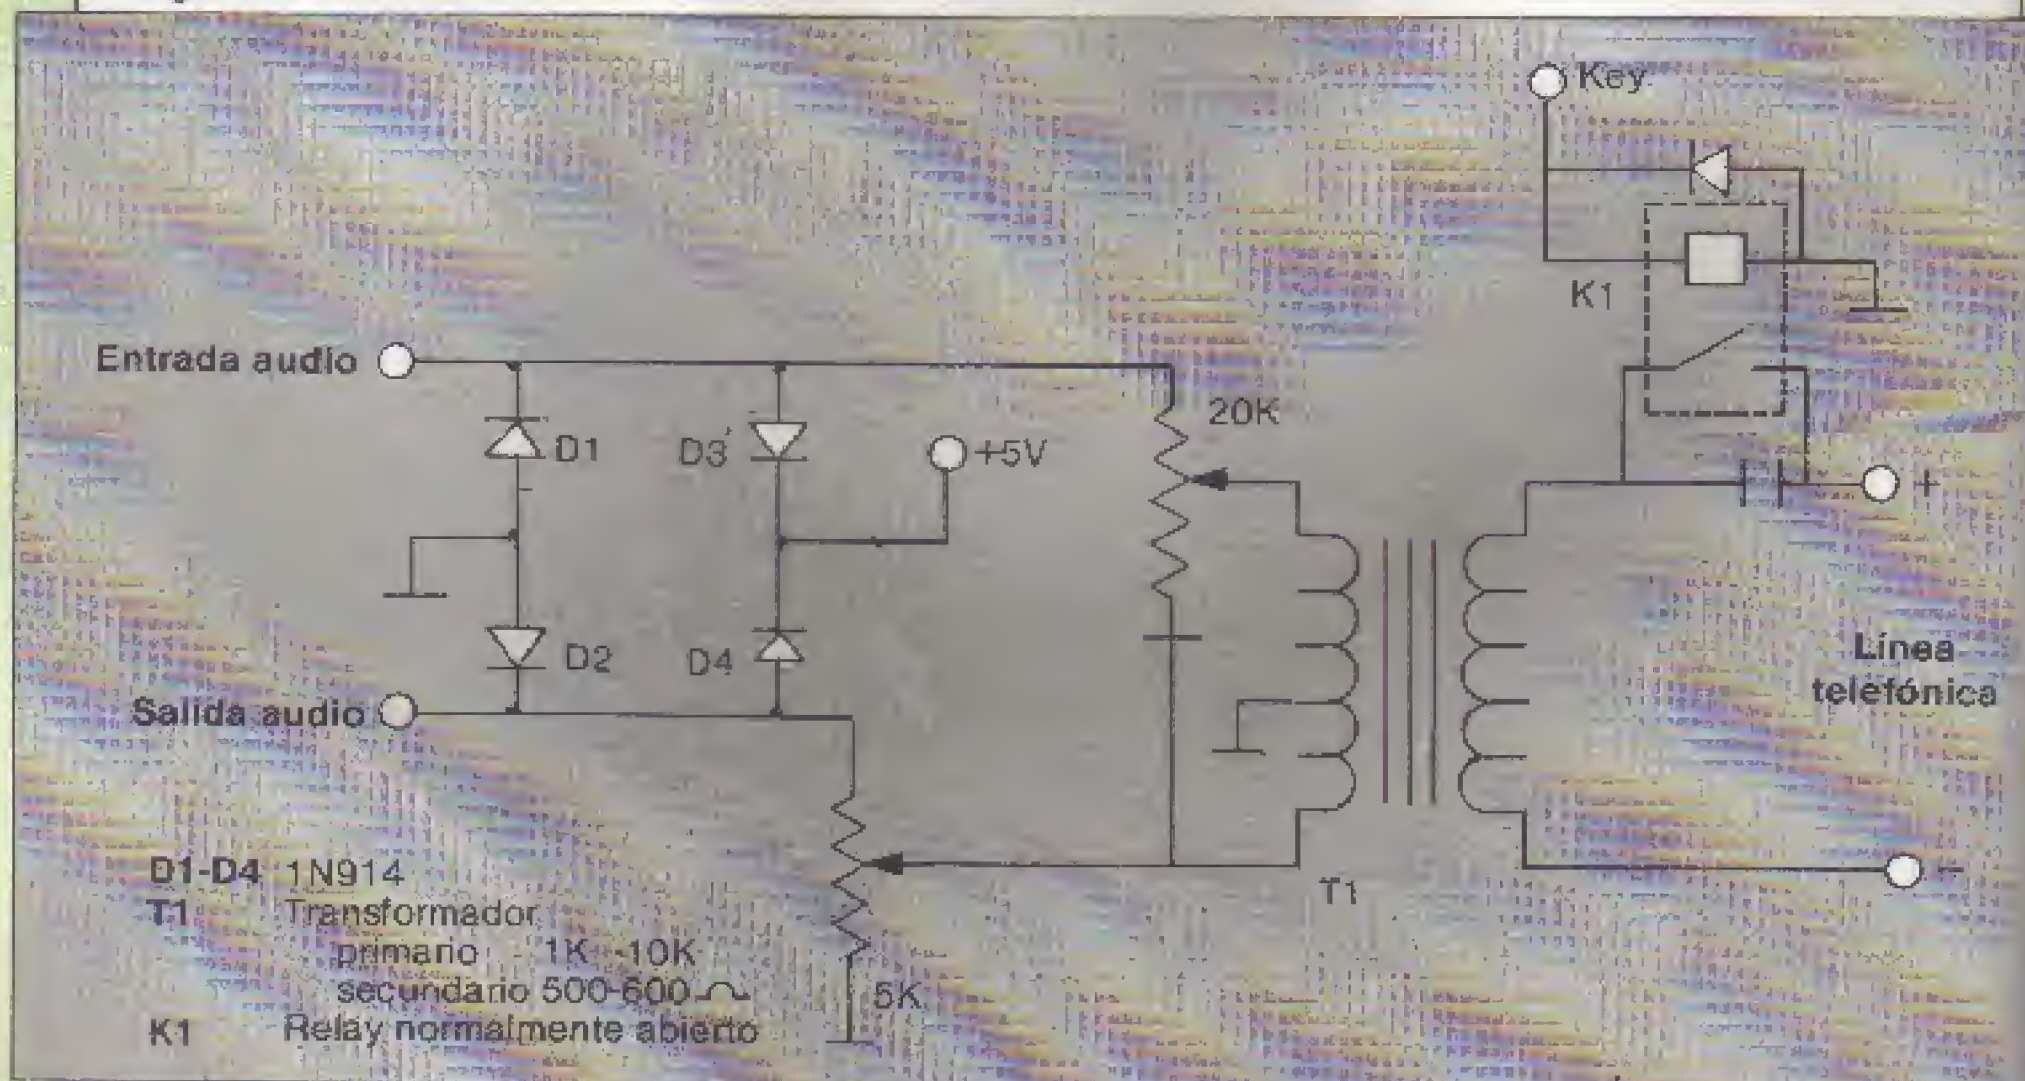 Key
K1
Entrada audio
20K
D1
D3
+5V
+
D2
D4
Línea
telefónica
Salida audio
-
D1-D4 1N914
T1 Transformador
primario 1K -10K
secundario 500-600
K1 Relay normalmente abierto
5K
T1